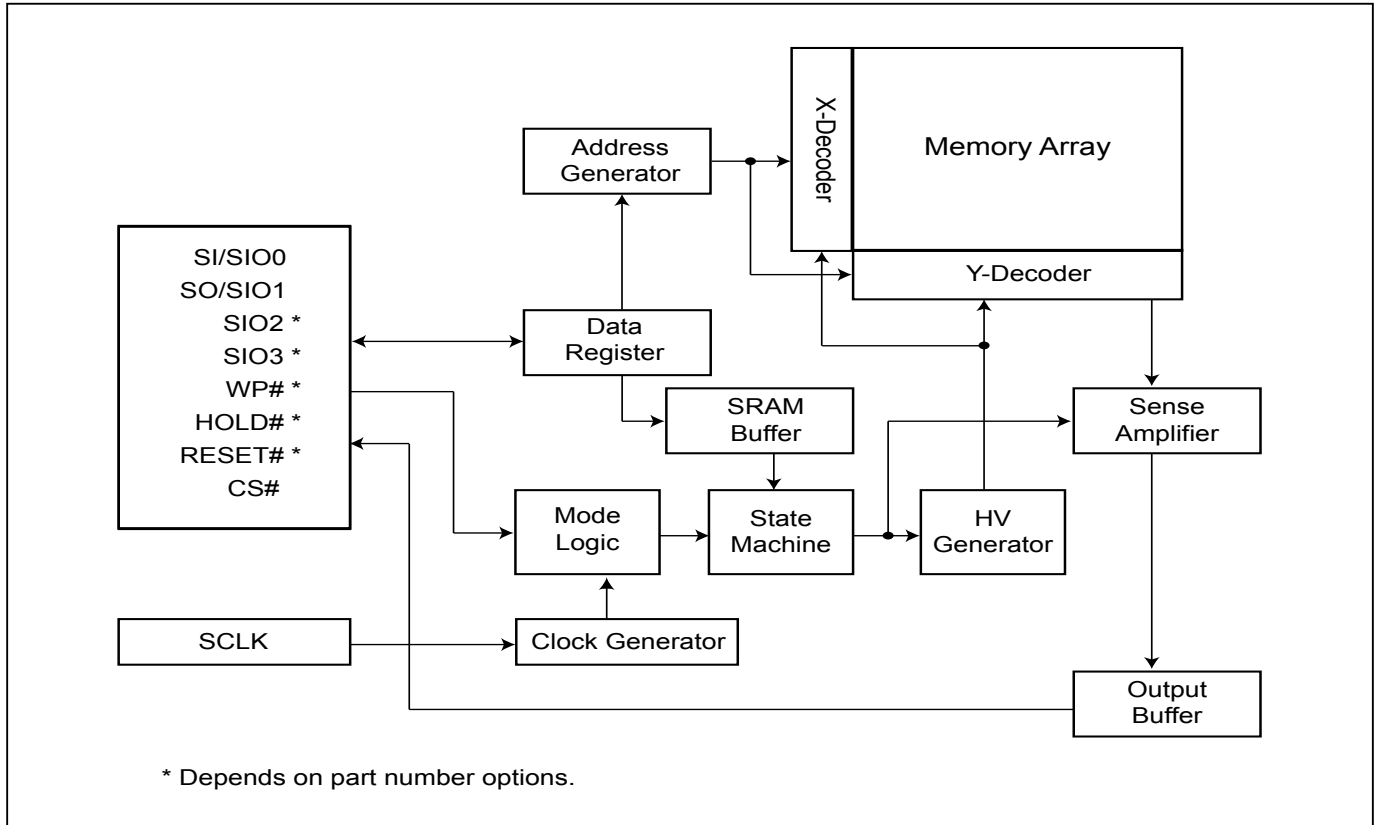 X-Decoder
Memory Array
Address
Generator
Y-Decoder
SI/SIO0
SO/SIO1
SIO2 *
SIO3 *
WP# *
HOLD# *
RESET# *
CS#
Data
Register
SRAM
Buffer
Sense
Amplifier
Mode
Logic
State
Machine
HV
Generator
SCLK
Clock Generator
Output
Buffer
* Depends on part number options.